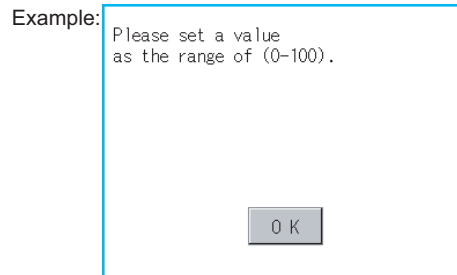 Example:
Please set a value
as the range of (0-100).
OK